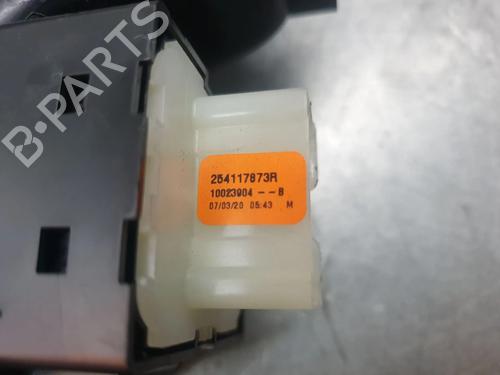 B-PARTS
254117873R
10023904 -- B
07/03/20 05:43 M